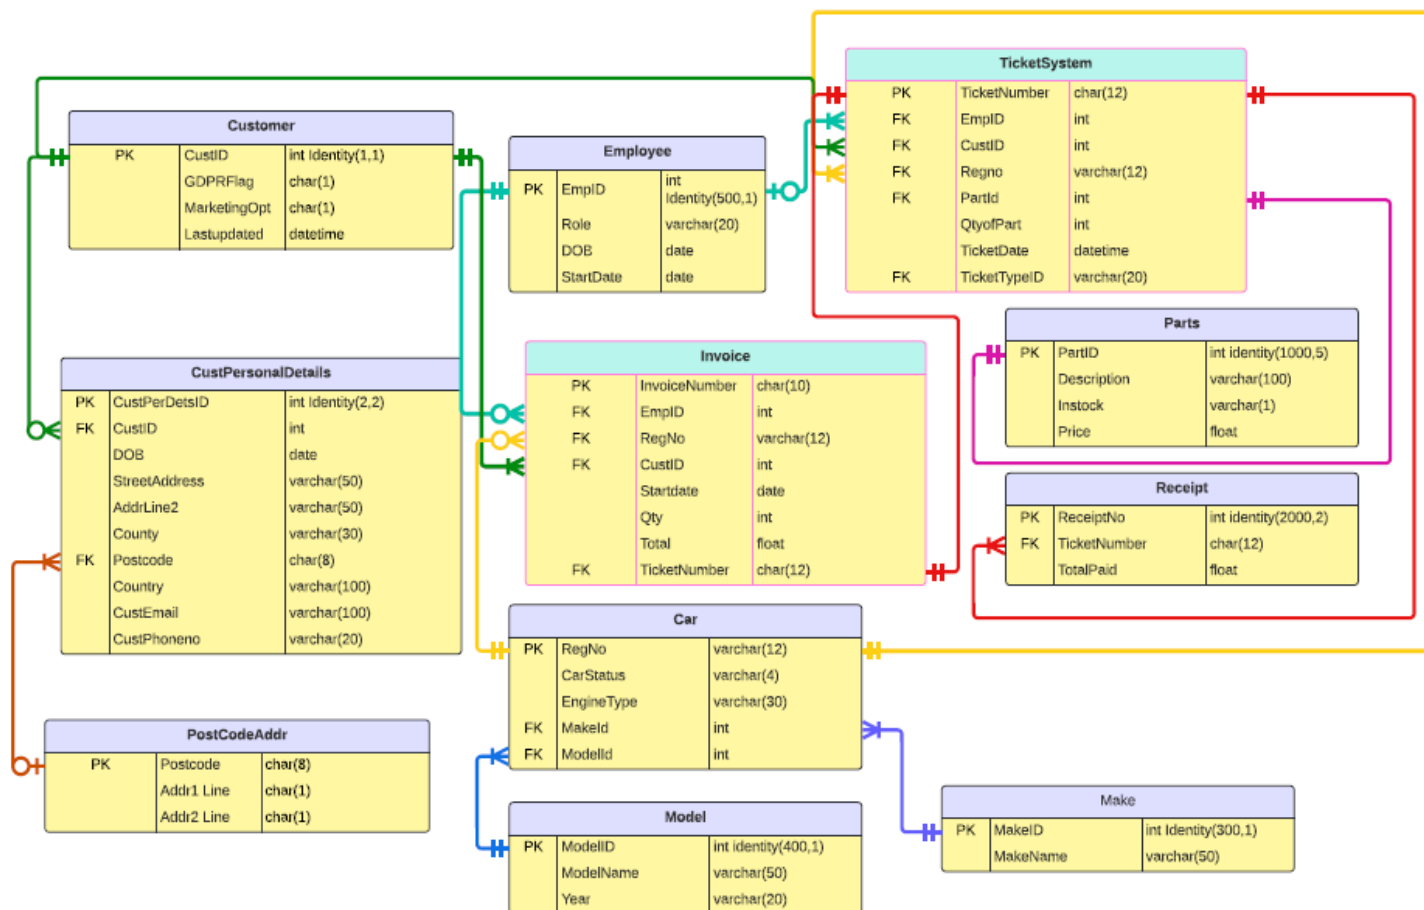 TicketSystem
PK TicketNumber char(12)
FK EmpID int
FK CustID int
FK Regno varchar(12)
FK PartId int
QtyofPart int
TicketDate datetime
FK TicketTypeID varchar(20)
Customer
PK CustID int Identity(1,1)
GDPRFlag char(1)
MarketingOpt char(1)
Lastupdated datetime
Employee
PK EmpID int Identity(500,1)
Role varchar(20)
DOB date
StartDate date
Parts
PK PartID int identity(1000,5)
Description varchar(100)
Instock varchar(1)
Price float
Invoice
PK InvoiceNumber char(10)
FK EmpID int
FK RegNo varchar(12)
FK CustID int
Startdate date
Qty int
Total float
FK TicketNumber char(12)
CustPersonalDetails
PK CustPerDetsID int Identity(2,2)
FK CustID int
DOB date
StreetAddress varchar(50)
AddrLine2 varchar(50)
County varchar(30)
FK Postcode char(8)
Country varchar(100)
CustEmail varchar(100)
CustPhoneno varchar(20)
Receipt
PK ReceiptNo int identity(2000,2)
FK TicketNumber char(12)
TotalPaid float
Car
PK RegNo varchar(12)
CarStatus varchar(4)
EngineType varchar(30)
FK MakeId int
FK ModelId int
PostCodeAddr
PK Postcode char(8)
Addr1 Line char(1)
Addr2 Line char(1)
Model
PK ModelID int identity(400,1)
ModelName varchar(50)
Year varchar(20)
Make
PK MakeID int Identity(300,1)
MakeName varchar(50)